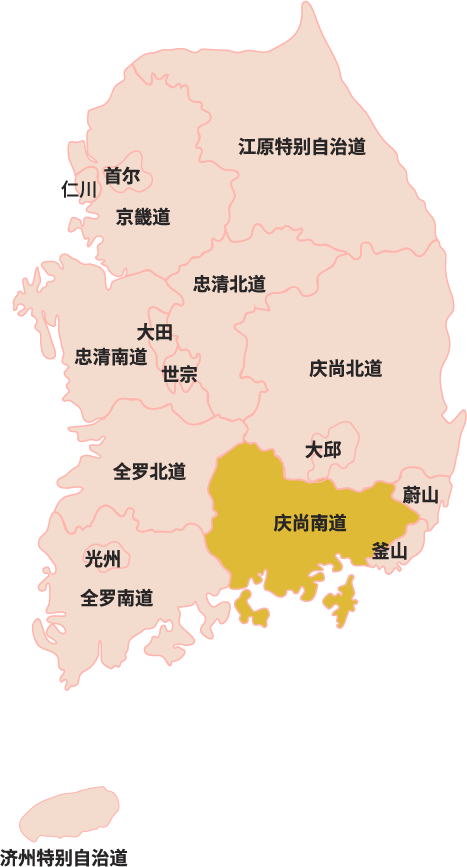 江原特别自治道
首尔
仁川
京畿道
忠清北道
大田
忠清南道
世宗
庆尚北道
大邱
全罗北道
蔚山
庆尚南道
釜山
光州
全罗南道
济州特别自治道